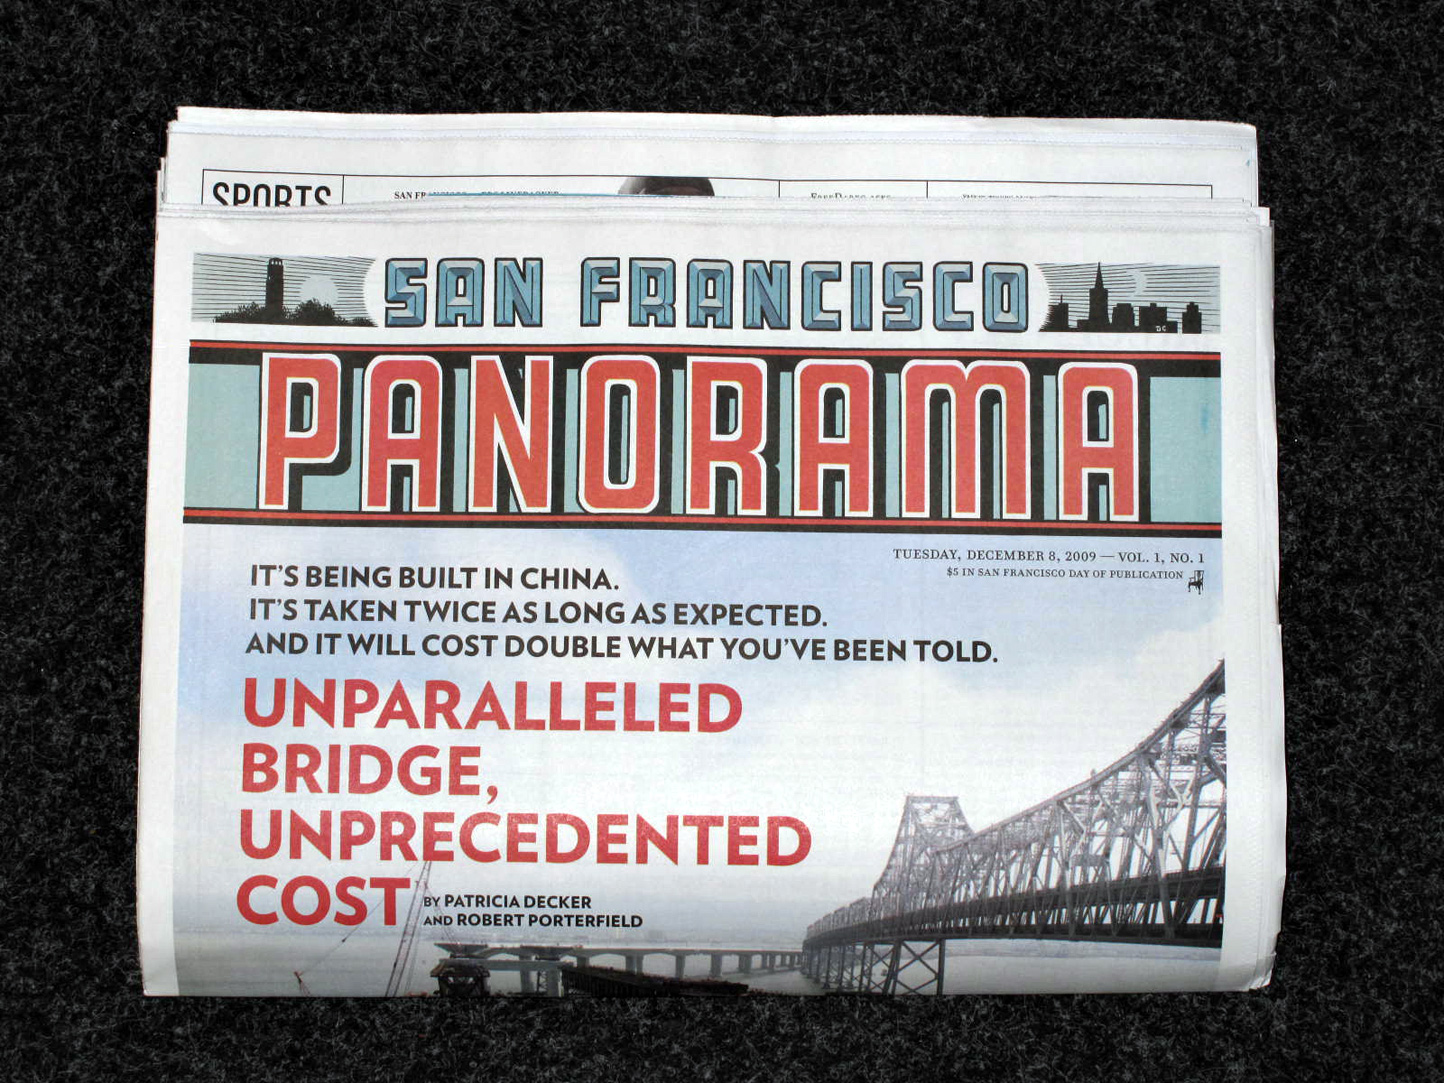 SPORTS
SAN FRANCISCO
PANORAMA
TUESDAY, DECEMBER 8, 2009 — VOL. 1, NO. 1
$5 IN SAN FRANCISCO DAY OF PUBLICATION
IT'S BEING BUILT IN CHINA.
IT'S TAKEN TWICE AS LONG AS EXPECTED.
AND IT WILL COST DOUBLE WHAT YOU'VE BEEN TOLD.
UNPARALLELED
BRIDGE,
UNPRECEDENTED
COST
BY PATRICIA DECKER
AND ROBERT PORTERFIELD